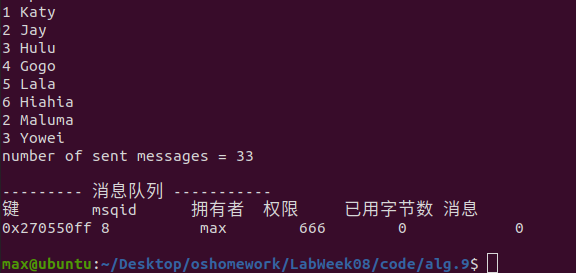 1 Katy
2 Jay
3 Hulu
4 Gogo
5 Lala
6 Hiahia
2 Maluma
3 Yowei
number of sent messages = 33
--------- 消息队列 -----------
键 msqid 拥有者 权限 已用字节数 消息
0x270550ff 8 max 666 0 0
max@ubuntu:~/Desktop/oshomework/LabWeek08/code/alg.9$